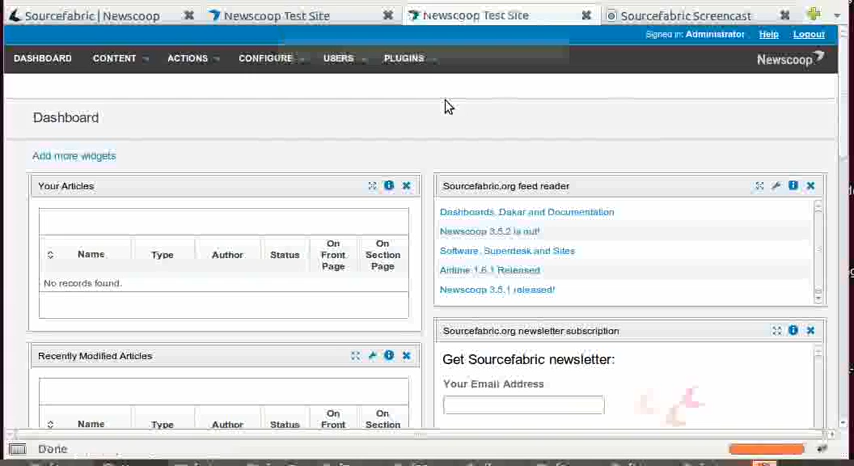 Sourcefabric | Newscoop
Newscoop Test Site
Newscoop Test Site
Sourcefabric Screencast
Signed in: Administrator Help Logout
DASHBOARD CONTENT ACTIONS CONFIGURE USERS PLUGINS
Newscoop
Dashboard
Add more widgets
Your Articles
Name Type Author Status On Front Page On Section Page
No records found.
Sourcefabric.org feed reader
Dashboards, Dakar and Documentation
Newscoop 3.5.2 is out!
Software, Superdesk and Sites
Airtime 1.6.1 Released
Newscoop 3.5.1 released!
Recently Modified Articles
Name Type Author Status On Front Page On Section
Sourcefabric.org newsletter subscription
Get Sourcefabric newsletter:
Your Email Address
Done